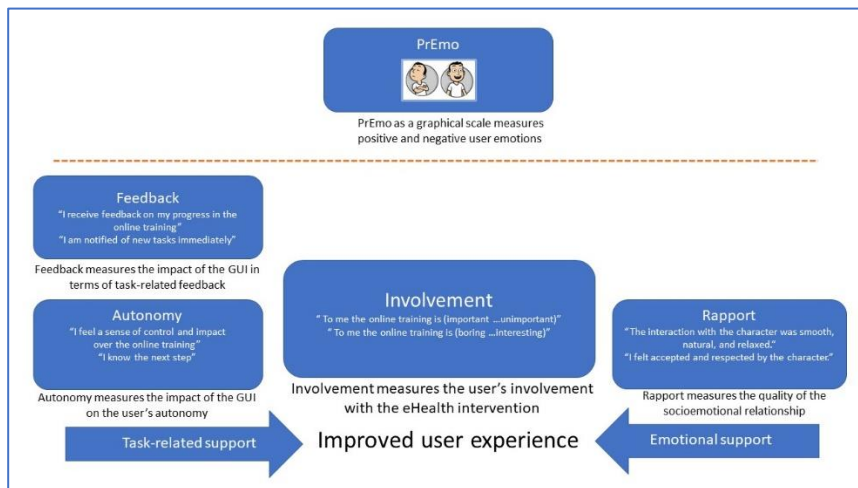 PrEmo
PrEmo as a graphical scale measures
positive and negative user emotions
Feedback
"I receive feedback on my progress in the
online training"
"I am notified of new tasks immediately"
Feedback measures the impact of the GUI in
terms of task-related feedback
Autonomy
"I feel a sense of control and impact
over the online training"
"I know the next step"
Autonomy measures the impact of the GUI
on the user's autonomy
Involvement
" To me the online training is (important ...unimportant)"
" To me the online training is (boring ...interesting)"
Involvement measures the user's involvement
with the eHealth intervention
Rapport
"The interaction with the character was smooth,
natural, and relaxed."
"I felt accepted and respected by the character."
Rapport measures the quality of the
socioemotional relationship
Task-related support
Improved user experience
Emotional support